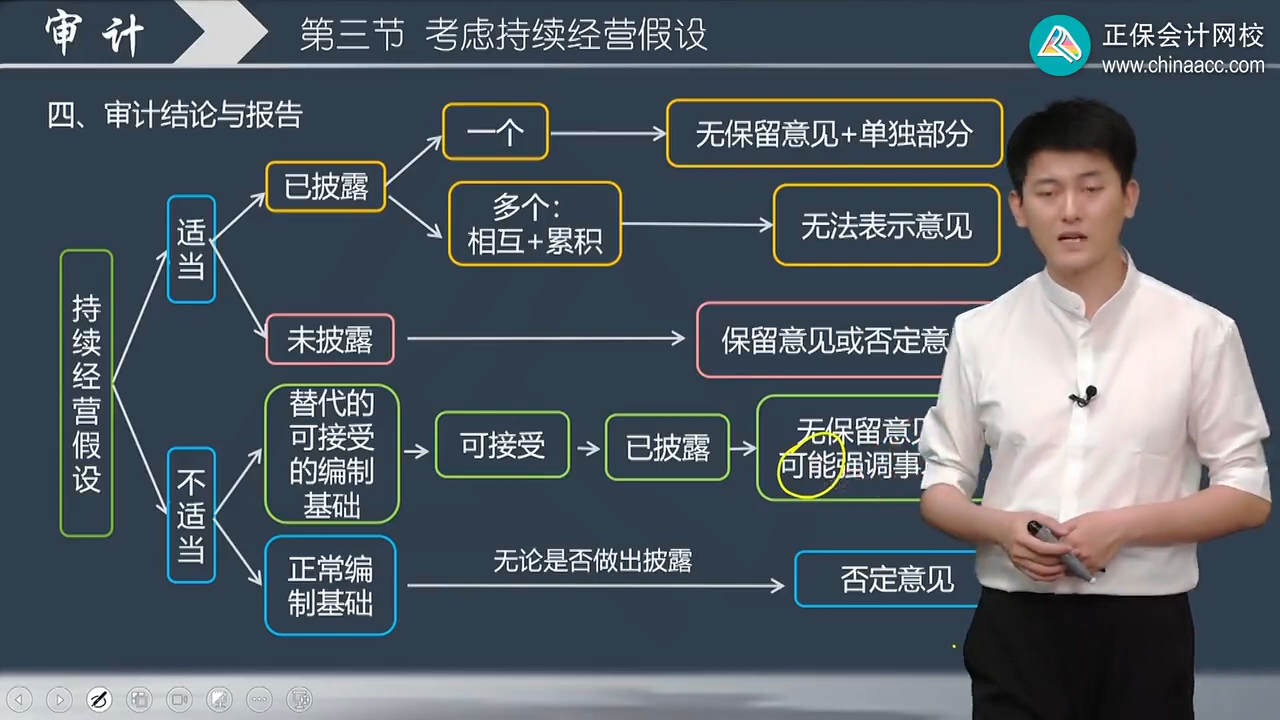 审计
第三节 考虑持续经营假设
正保会计网校
www.chinaacc.com
四、审计结论与报告
持续经营假设
适当
已披露
一个
无保留意见+单独部分
多个：
相互+累积
无法表示意见
未披露
保留意见或否定意
不适当
替代的
可接受
的编制
基础
可接受
已披露
无保留意见
可能强调事
正常编
制基础
无论是否做出披露
否定意见